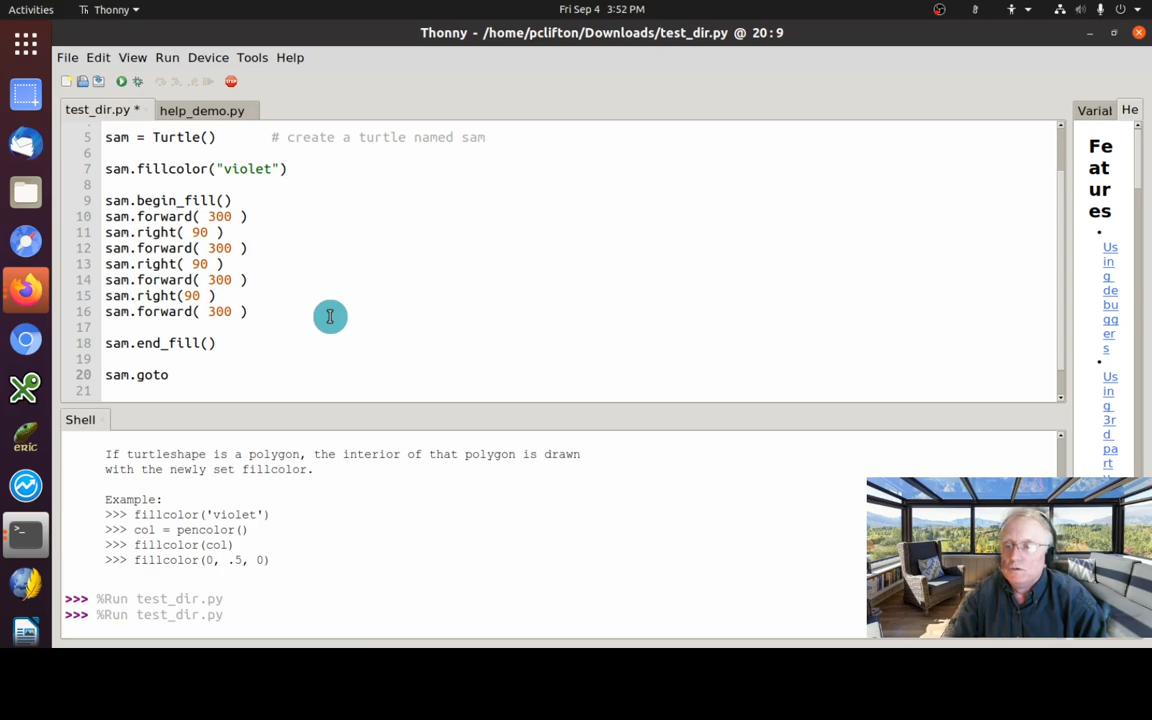 Activities
Thonny
Fri Sep 4 3:52 PM
Thonny - /home/pclifton/Downloads/test_dir.py @ 20:9
File Edit View Run Device Tools Help
STOP
test_dir.py *
help_demo.py
5 sam = Turtle() # create a turtle named sam
6
7 sam.fillcolor("violet")
8
9 sam.begin_fill()
10 sam.forward( 300 )
11 sam.right( 90 )
12 sam.forward( 300 )
13 sam.right( 90 )
14 sam.forward( 300 )
15 sam.right(90 )
16 sam.forward( 300 )
17
18 sam.end_fill()
19
20 sam.goto
21
Varial
He
Fe
at
ur
es
Us
in
g
de
bu
gg
er
s
Us
in
g
3r
d
pa
rt
eric
Shell
If turtleshape is a polygon, the interior of that polygon is drawn
with the newly set fillcolor.
Example:
>>> fillcolor('violet')
>>> col = pencolor()
>>> fillcolor(col)
>>> fillcolor(0, .5, 0)
>>> %Run test_dir.py
>>> %Run test_dir.py